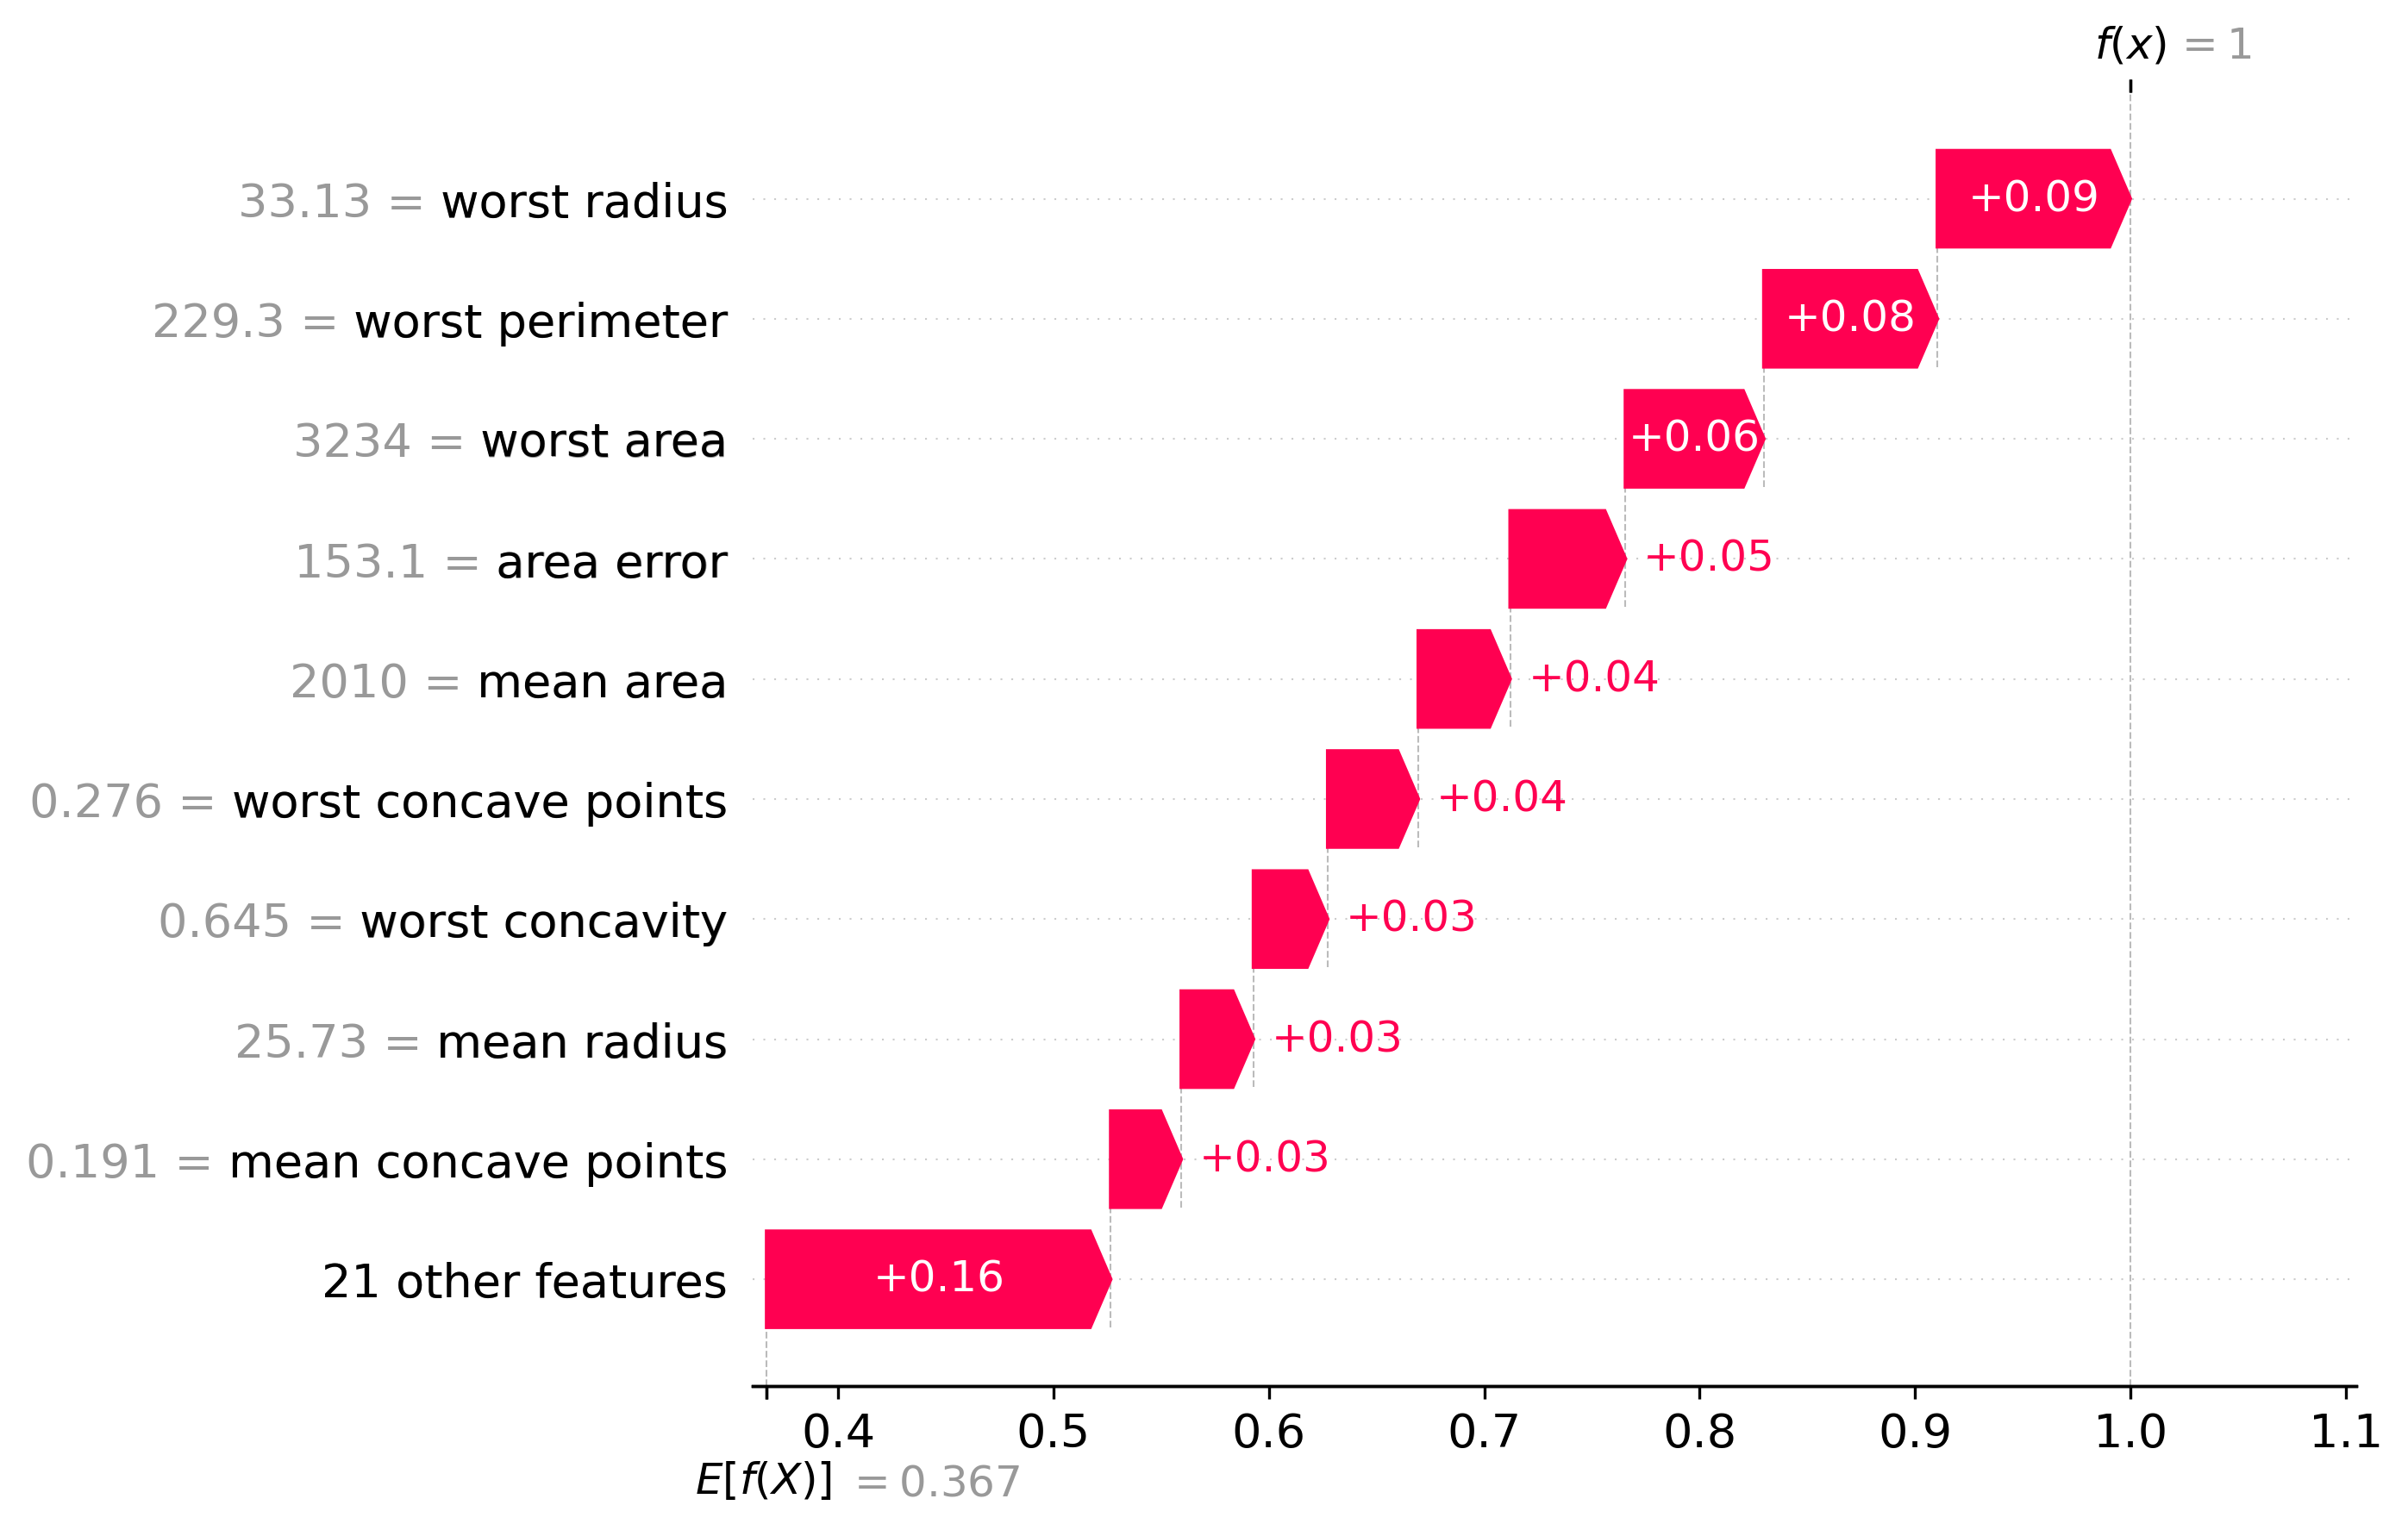 f(x) = 1
33.13 = worst radius +0.09
229.3 = worst perimeter +0.08
3234 = worst area +0.06
153.1 = area error +0.05
2010 = mean area +0.04
0.276 = worst concave points +0.04
0.645 = worst concavity +0.03
25.73 = mean radius +0.03
0.191 = mean concave points +0.03
21 other features +0.16
0.4 0.5 0.6 0.7 0.8 0.9 1.0 1.1
E[f(X)] = 0.367